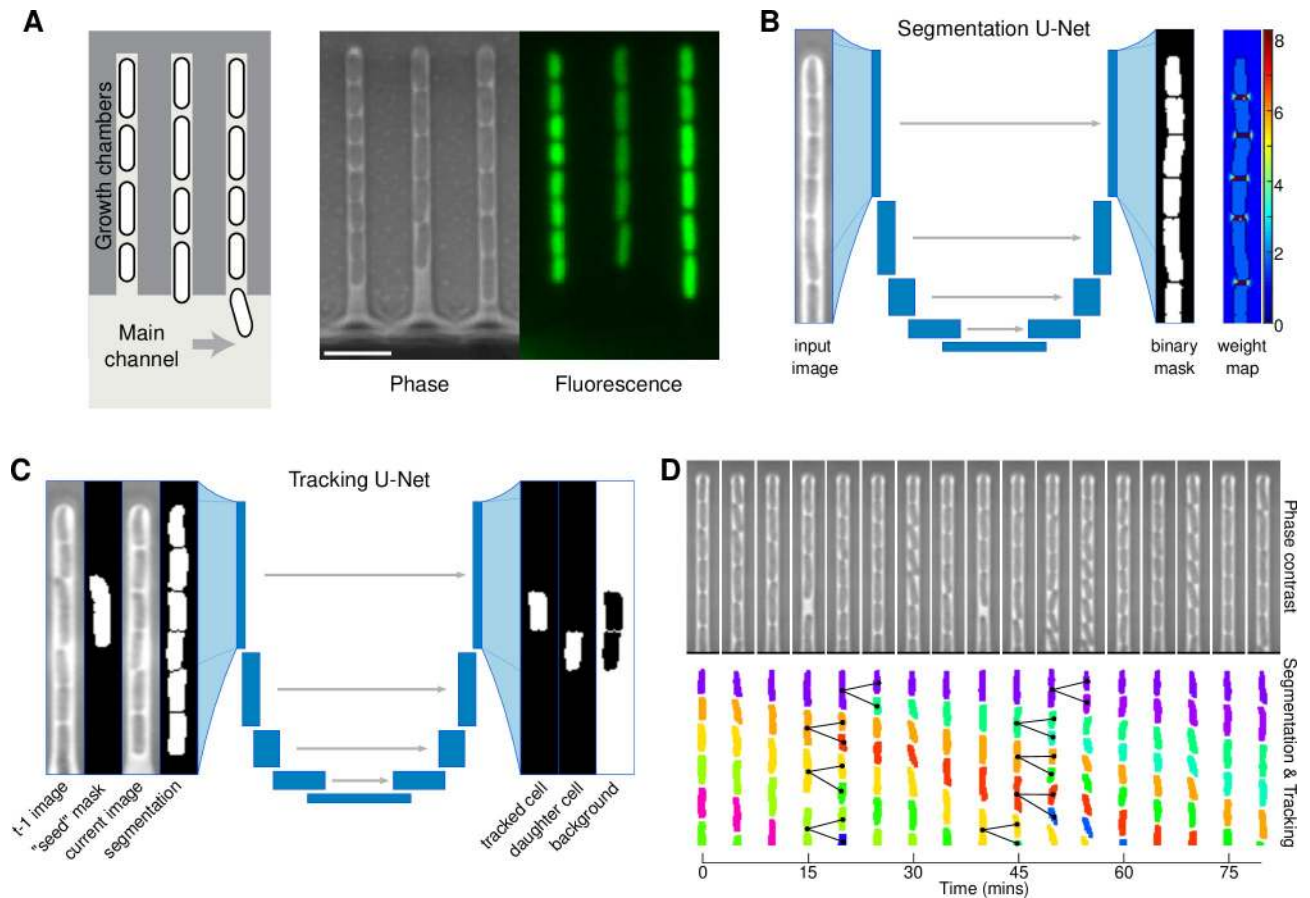 A
Growth chambers
Main
channel
Phase
Fluorescence
B
Segmentation U-Net
input
image
binary
mask
weight
map
8
6
4
2
0
C
Tracking U-Net
t-1 image
"seed" mask
current image
segmentation
tracked cell
daughter cell
background
D
Phase contrast
Segmentation & Tracking
0
15
30
45
60
75
Time (mins)